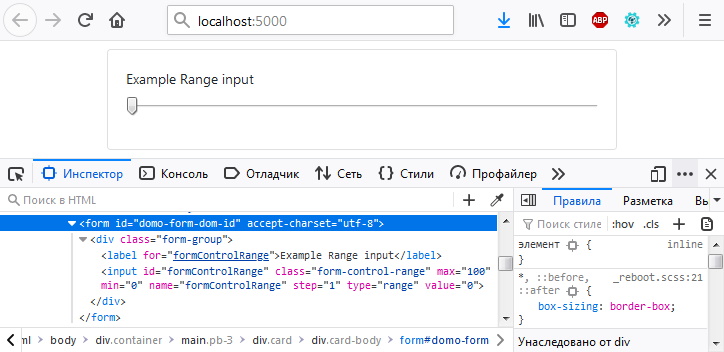 localhost:5000
ABP
Example Range input
Инспектор Консоль Отладчик Сеть Стили Профайлер
Поиск в HTML
<form id="domo-form-dom-id" accept-charset="utf-8">
<div class="form-group">
<label for="formControlRange">Example Range input</label>
<input id="formControlRange" class="form-control-range" max="100"
min="0" name="formControlRange" step="1" type="range" value="0">
</div>
</form>
ml body div.container main.pb-3 div.card div.card-body form#domo-form
Правила Разметка Вы
Поиск стиле :hov .cls
элемент { inline
}
*, ::before, _reboot.scss:21
::after { 
box-sizing: border-box;
}
Унаследовано от div